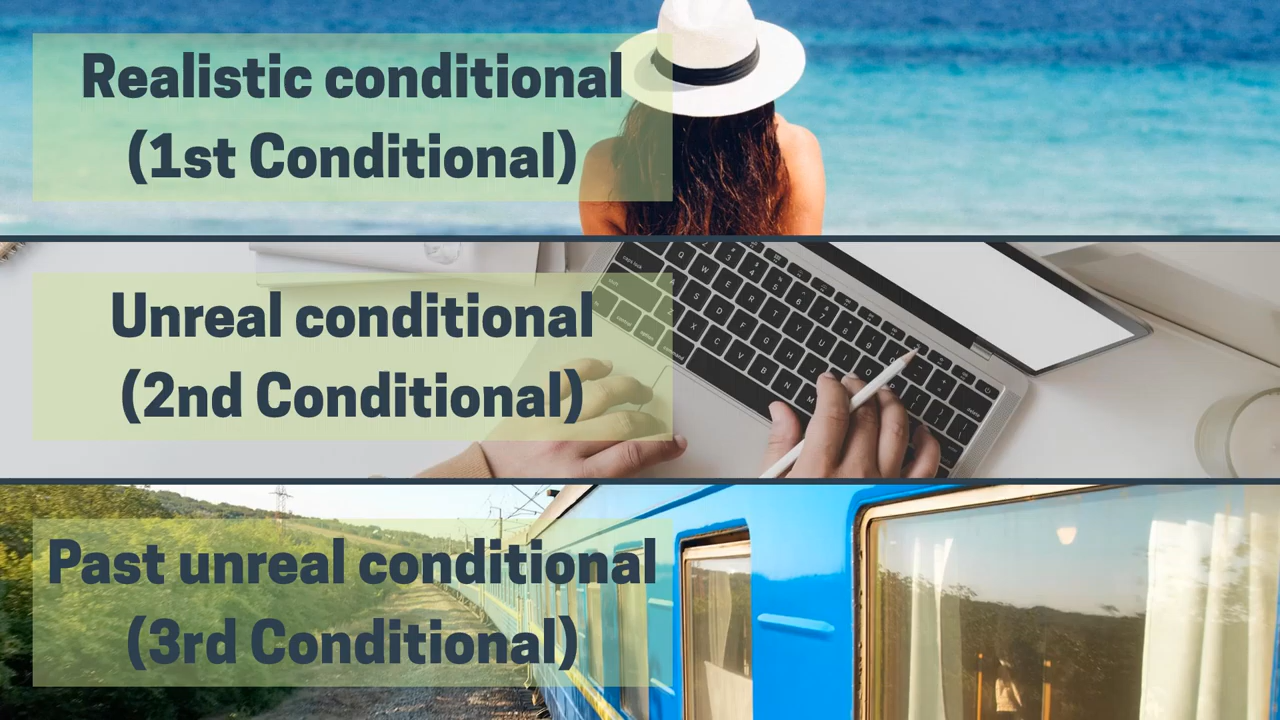 Realistic conditional
(1st Conditional)
Unreal conditional
(2nd Conditional)
Past unreal conditional
(3rd Conditional)